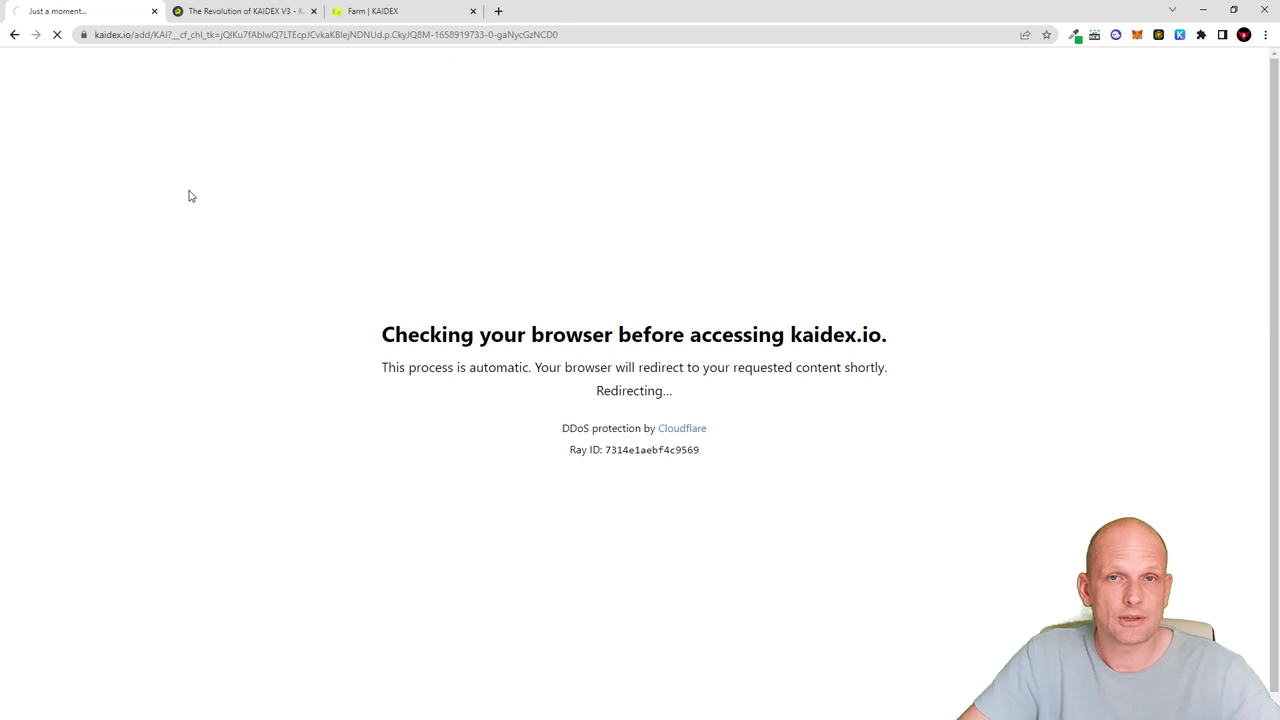 Just a moment...
The Revolution of KAIDEX V3 - K
Farm | KAIDEX
Checking your browser before accessing kaidex.io.
This process is automatic. Your browser will redirect to your requested content shortly.
Redirecting...
DDoS protection by Cloudflare
Ray ID: 7314e1aebf4c9569